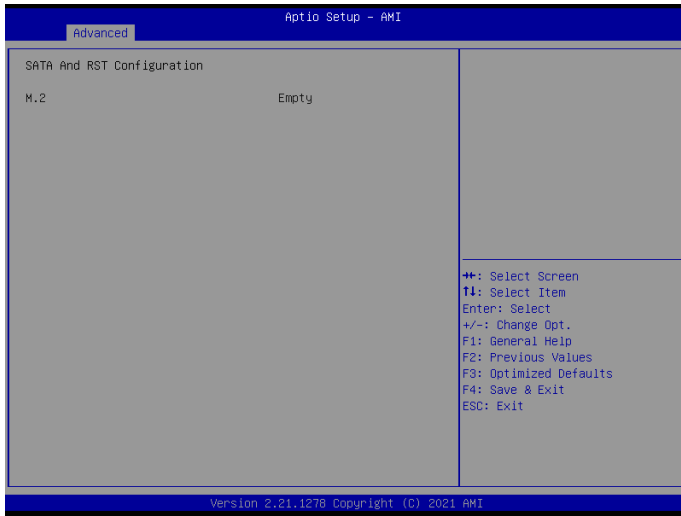 Aptio Setup – AMI
Advanced
SATA And RST Configuration
M.2 Empty
→←: Select Screen
↑↓: Select Item
Enter: Select
+/-: Change Opt.
F1: General Help
F2: Previous Values
F3: Optimized Defaults
F4: Save & Exit
ESC: Exit
Version 2.21.1278 Copyright (C) 2021 AMI